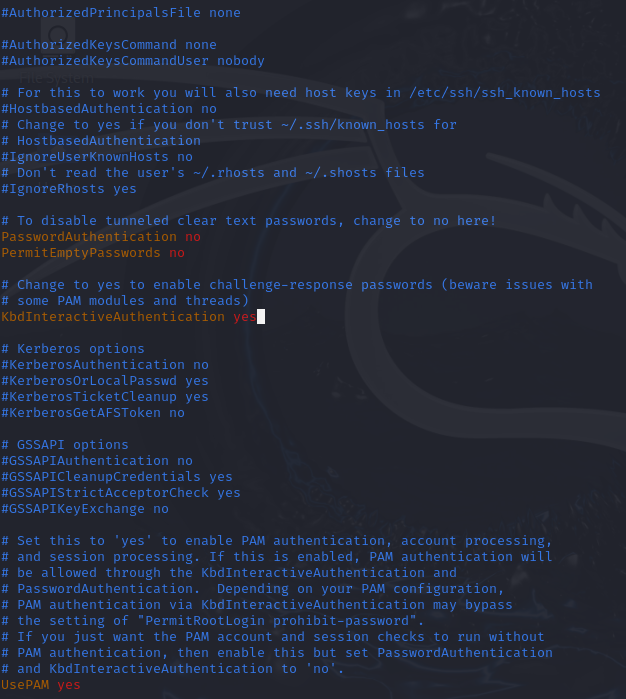 #AuthorizedPrincipalsFile none
#AuthorizedKeysCommand none
#AuthorizedKeysCommandUser nobody
# For this to work you will also need host keys in /etc/ssh/ssh_known_hosts
#HostbasedAuthentication no
# Change to yes if you don't trust ~/.ssh/known_hosts for
# HostbasedAuthentication
#IgnoreUserKnownHosts no
# Don't read the user's ~/.rhosts and ~/.shosts files
#IgnoreRhosts yes
# To disable tunneled clear text passwords, change to no here!
PasswordAuthentication no
PermitEmptyPasswords no
# Change to yes to enable challenge-response passwords (beware issues with
# some PAM modules and threads)
KbdInteractiveAuthentication yes
# Kerberos options
#KerberosAuthentication no
#KerberosOrLocalPasswd yes
#KerberosTicketCleanup yes
#KerberosGetAFSToken no
# GSSAPI options
#GSSAPIAuthentication no
#GSSAPICleanupCredentials yes
#GSSAPIStrictAcceptorCheck yes
#GSSAPIKeyExchange no
# Set this to 'yes' to enable PAM authentication, account processing,
# and session processing. If this is enabled, PAM authentication will
# be allowed through the KbdInteractiveAuthentication and
# PasswordAuthentication.  Depending on your PAM configuration,
# PAM authentication via KbdInteractiveAuthentication may bypass
# the setting of "PermitRootLogin prohibit-password".
# If you just want the PAM account and session checks to run without
# PAM authentication, then enable this but set PasswordAuthentication
# and KbdInteractiveAuthentication to 'no'.
UsePAM yes